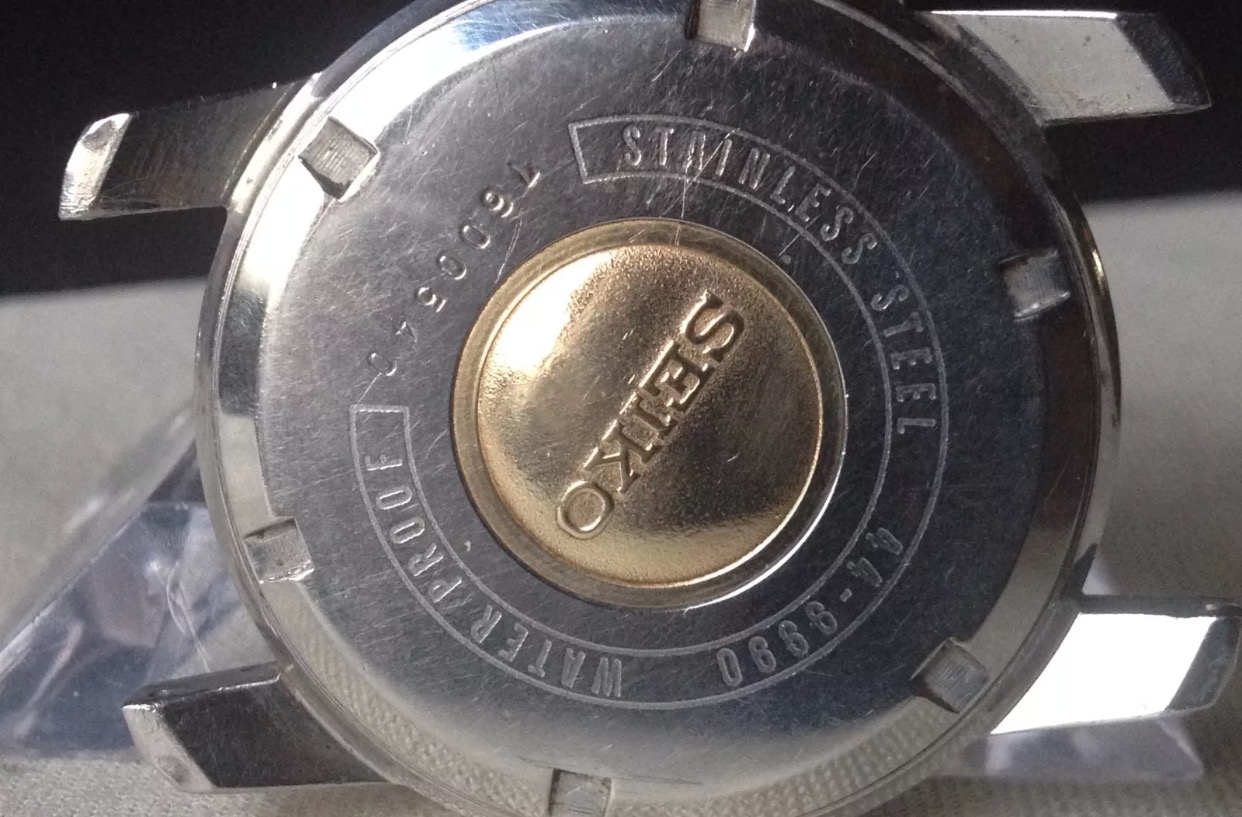 STAINLESS STEEL 44-9990 WATER PROOF
4600540
SEIKO